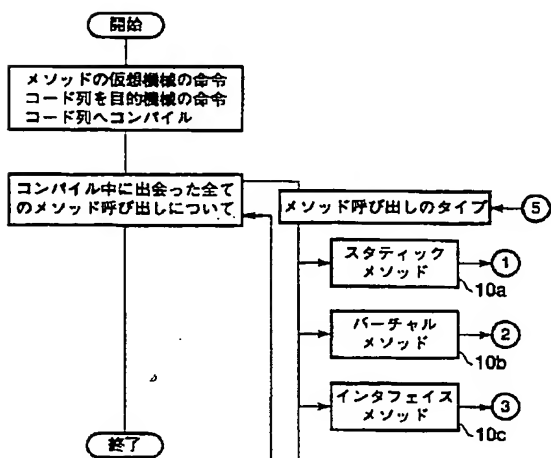 開始
メソッドの仮想機械の命令
コード列を目的機械の命令
コード列へコンパイル
コンパイル中に出会った全て
のメソッド呼び出しについて
メソッド呼び出しのタイプ
5
スタティック
メソッド
1
10a
バーチャル
メソッド
2
10b
インタフェイス
メソッド
3
10c
終了